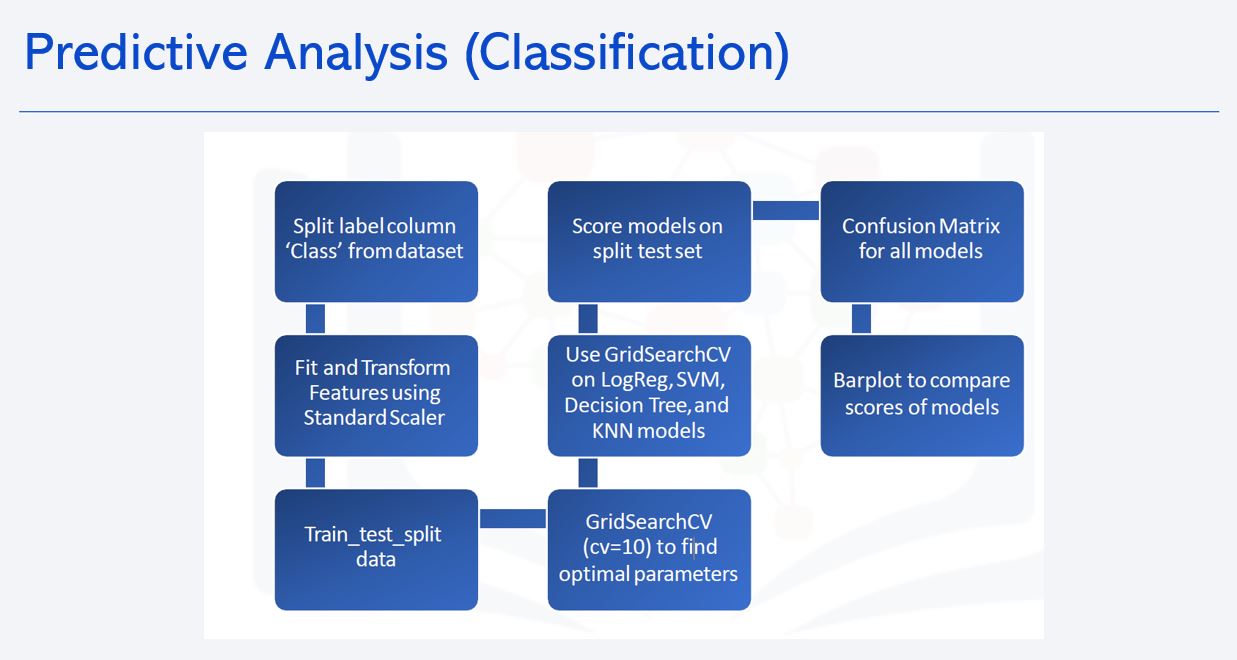 Predictive Analysis (Classification)
Split label column
‘Class’ from dataset
Fit and Transform
Features using
Standard Scaler
Train_test_split
data
GridSearchCV
(cv=10) to find
optimal parameters
Use GridSearchCV
on LogReg, SVM,
Decision Tree, and
KNN models
Score models on
split test set
Confusion Matrix
for all models
Barplot to compare
scores of models